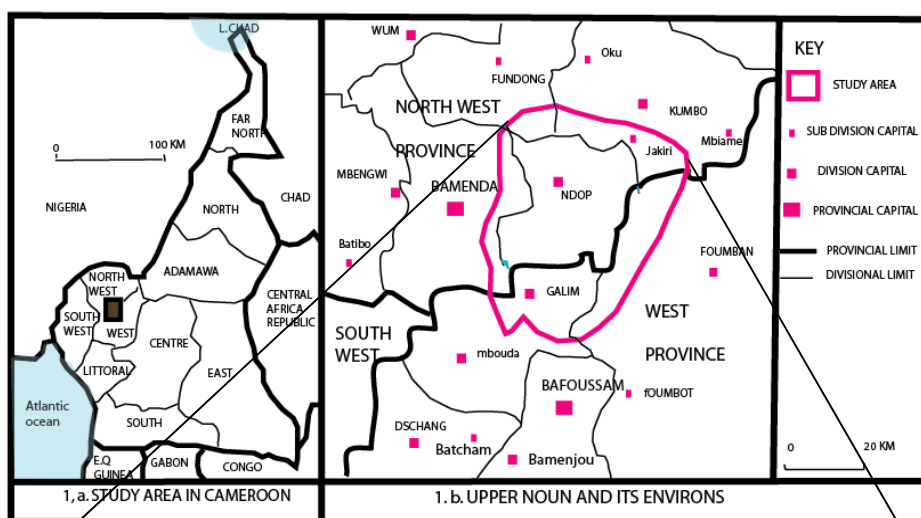 L.CHAD
FAR
NORTH
0
100 KM
NIGERIA
CHAD
NORTH
NORTH
WEST
ADAMAWA
SOUTH
WEST
WEST
CENTRE
CENTRAL
AFRICA
REPUBLIC
LITTORAL
EAST
Atlantic
ocean
SOUTH
E.Q
GUINEA
GABON
CONGO
1, a. STUDY AREA IN CAMEROON
WUM
Oku
FUNDONG
NORTH WEST
PROVINCE
KUMBO
Mbiame
Jakiri
MBENGWI
BAMENDA
NDOP
Batibo
FOUMBAN
GALIM
SOUTH
WEST
WEST
PROVINCE
mbouda
BAFOUSSAM
fOUMBOT
DSCHANG
Batcham
Bamenjou
1. b. UPPER NOUN AND ITS ENVIRONS
KEY
STUDY AREA
SUB DIVISION CAPITAL
DIVISION CAPITAL
PROVINCIAL CAPITAL
PROVINCIAL LIMIT
DIVISIONAL LIMIT
0
20 KM